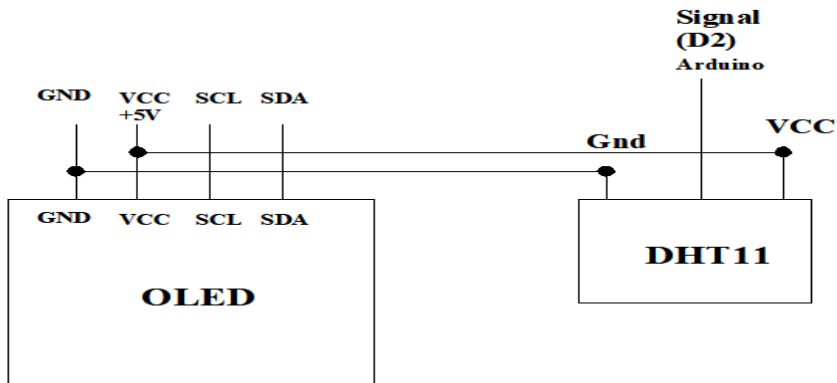 Signal
(D2)
Arduino
GND VCC SCL SDA
+5V
Gnd
VCC
GND VCC SCL SDA
OLED
DHT11